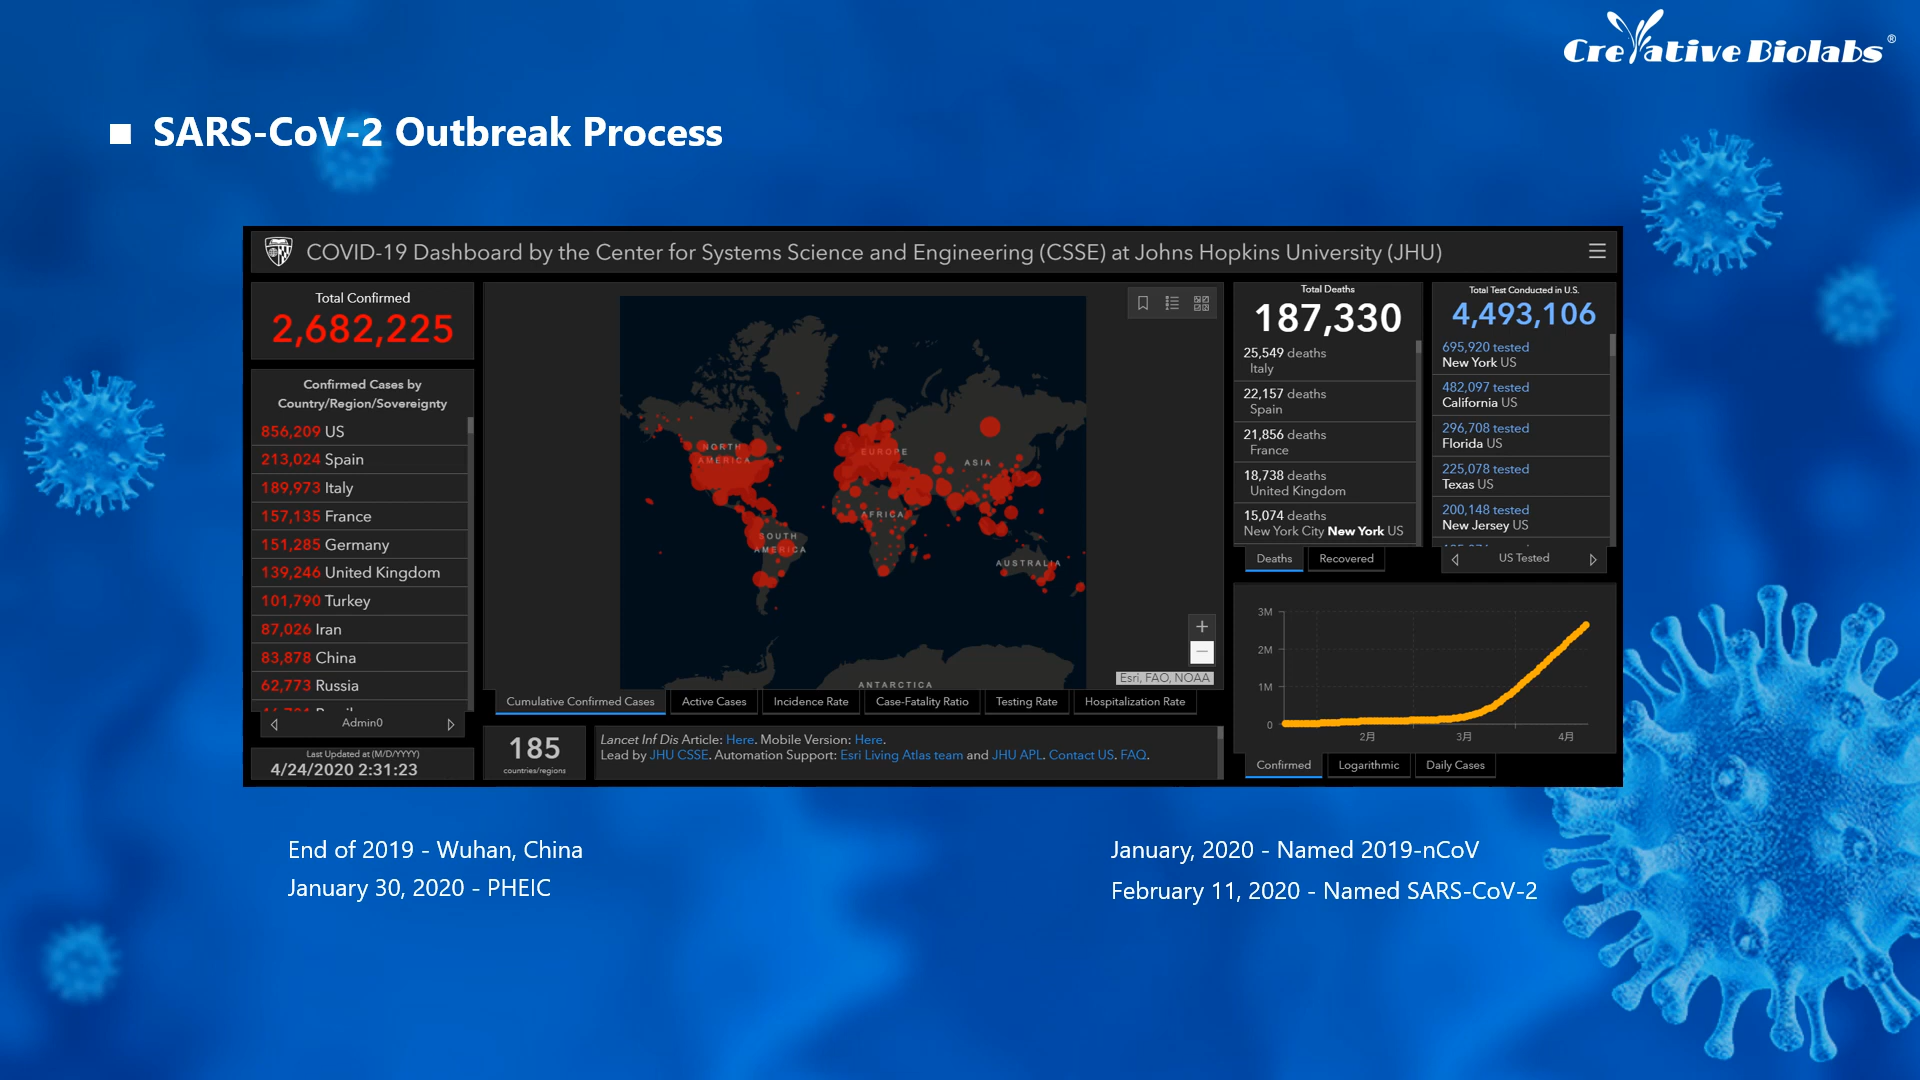 Creative Biolabs®
■ SARS-CoV-2 Outbreak Process
COVID-19 Dashboard by the Center for Systems Science and Engineering (CSSE) at Johns Hopkins University (JHU)
Total Confirmed
2,682,225
Confirmed Cases by
Country/Region/Sovereignty
856,209 US
213,024 Spain
189,973 Italy
157,135 France
151,285 Germany
139,246 United Kingdom
101,790 Turkey
87,026 Iran
83,878 China
62,773 Russia
Admin0
Last Updated at (M/D/YYYY)
4/24/2020 2:31:23
NORTH
AMERICA
EUROPE
ASIA
AFRICA
SOUTH
AMERICA
AUSTRALIA
ANTARCTICA
+
−
Esri, FAO, NOAA
Cumulative Confirmed Cases
Active Cases
Incidence Rate
Case-Fatality Ratio
Testing Rate
Hospitalization Rate
185
countries/regions
Lancet Inf Dis Article: Here. Mobile Version: Here.
Lead by JHU CSSE. Automation Support: Esri Living Atlas team and JHU APL. Contact US. FAQ.
Total Deaths
187,330
25,549 deaths
Italy
22,157 deaths
Spain
21,856 deaths
France
18,738 deaths
United Kingdom
15,074 deaths
New York City New York US
Deaths
Recovered
Total Test Conducted in U.S.
4,493,106
695,920 tested
New York US
482,097 tested
California US
296,708 tested
Florida US
225,078 tested
Texas US
200,148 tested
New Jersey US
US Tested
3M
2M
1M
0
2月
3月
4月
Confirmed
Logarithmic
Daily Cases
End of 2019 - Wuhan, China
January 30, 2020 - PHEIC
January, 2020 - Named 2019-nCoV
February 11, 2020 - Named SARS-CoV-2